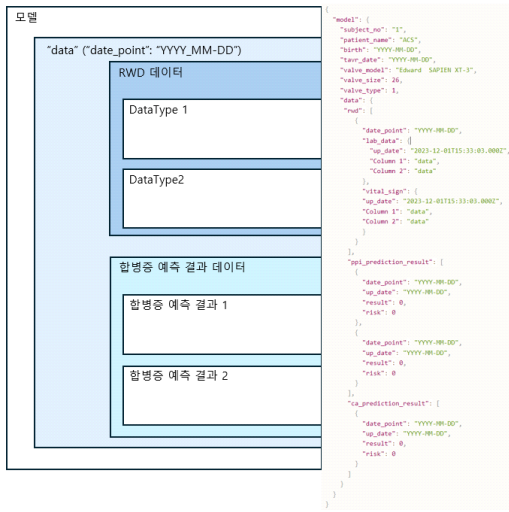 모델
"data" ("date_point": "YYYY_MM-DD")
RWD 데이터
DataType 1
DataType2
합병증 예측 결과 데이터
합병증 예측 결과 1
합병증 예측 결과 2
{
"model": {
"subject_no": "1",
"patient_name": "ACS",
"birth": "YYYY-MM-DD",
"tavr_date": "YYYY-MM-DD",
"valve_model": "Edward  SAPIEN XT-3",
"valve_size": 26,
"valve_type": 1,
"data": {
"rwd": [
{
"date_point": "YYYY-MM-DD",
"lab_data": {
"up_date": "2023-12-01T15:33:03.000Z",
"Column 1": "data",
"Column 2": "data"
},
"vital_sign": {
"up_date": "2023-12-01T15:33:03.000Z",
"Column 1": "data",
"Column 2": "data"
}
}
],
"ppi_prediction_result": [
{
"date_point": "YYYY-MM-DD",
"up_date": "YYYY-MM-DD",
"result": 0,
"risk": 0
},
{
"date_point": "YYYY-MM-DD",
"up_date": "YYYY-MM-DD",
"result": 0,
"risk": 0
}
],
"ca_prediction_result": [
{
"date_point": "YYYY-MM-DD",
"up_date": "YYYY-MM-DD",
"result": 0,
"risk": 0
}
]
}
}
}